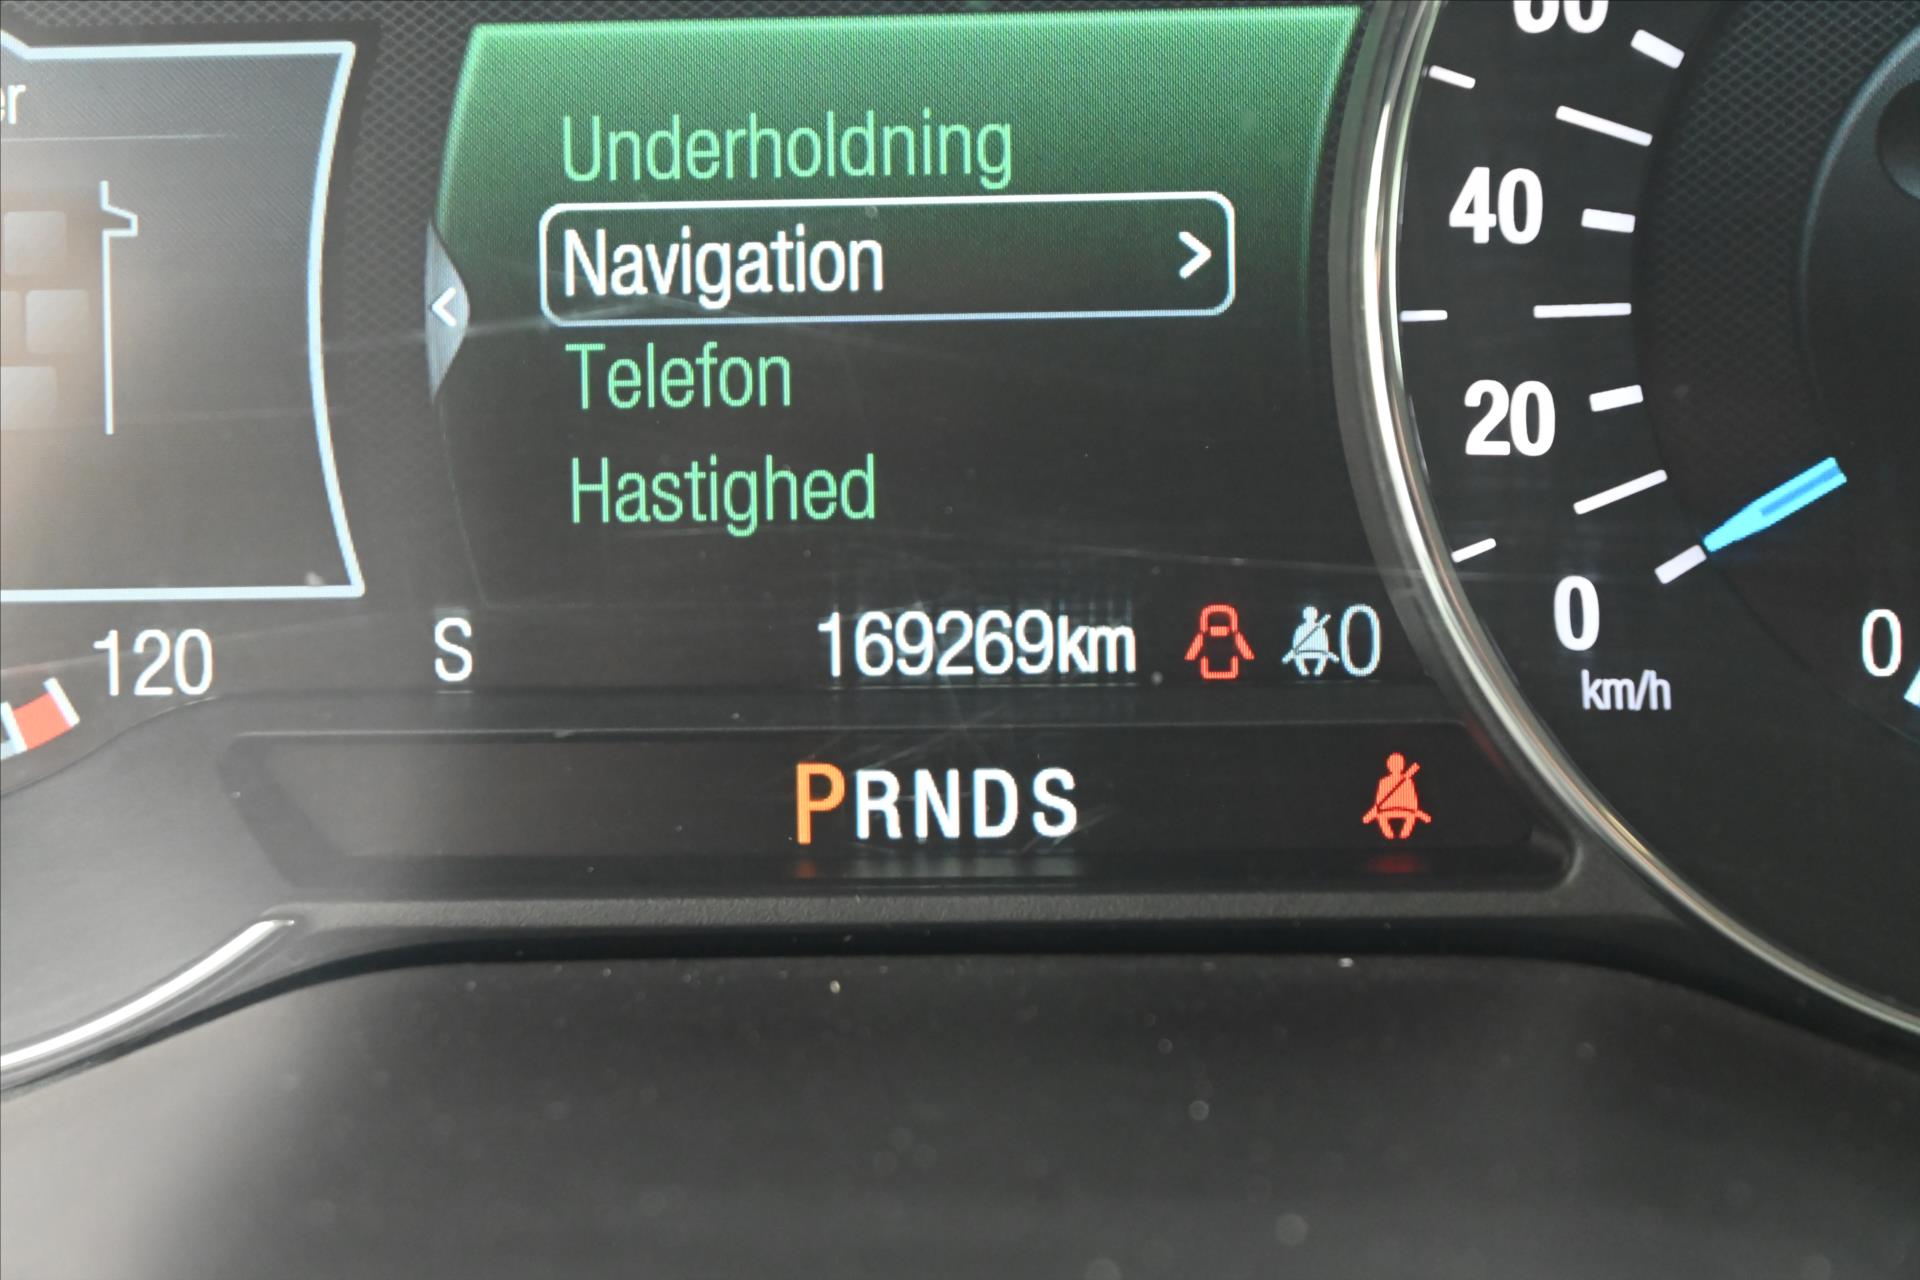 Underholdning
Navigation >
Telefon
Hastighed
120
S
169269km
0
PRNDS
40
20
0
km/h
0